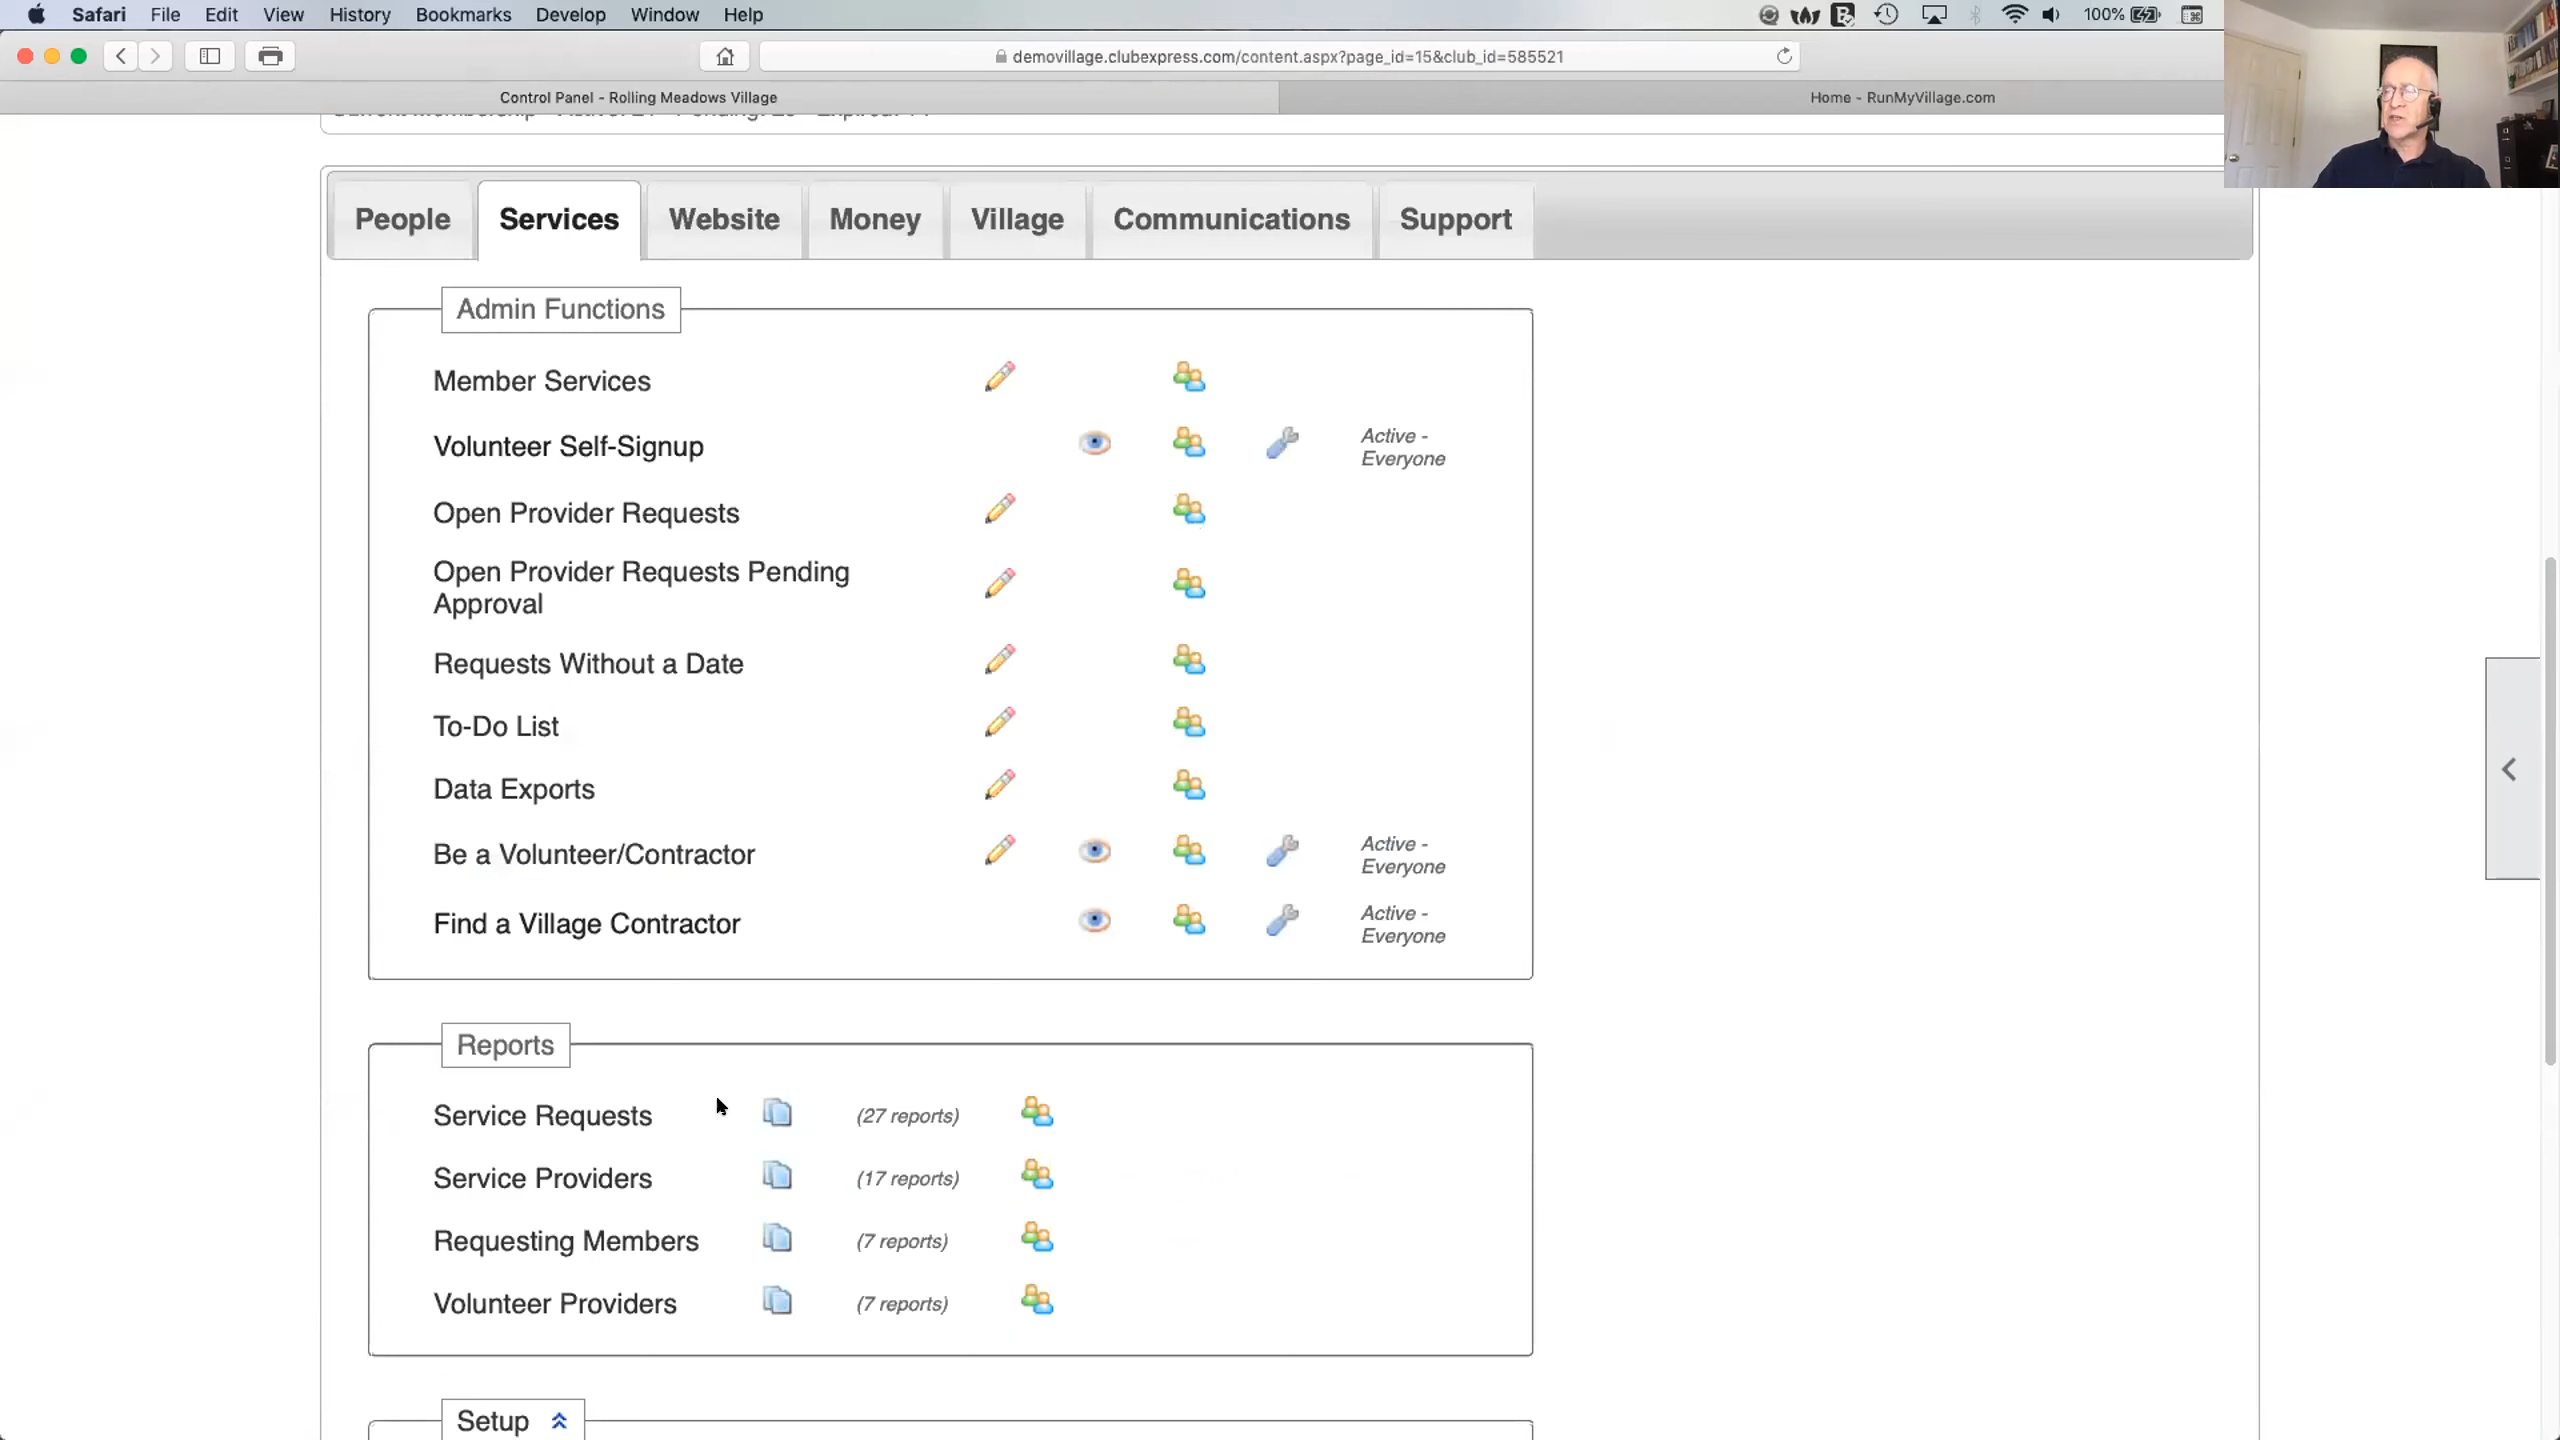 Safari File Edit View History Bookmarks Develop Window Help 100%
demovillage.clubexpress.com/content.aspx?page_id=15&club_id=585521
Control Panel - Rolling Meadows Village Home - RunMyVillage.com
People Services Website Money Village Communications Support
Admin Functions
Member Services
Volunteer Self-Signup Active -
Everyone
Open Provider Requests
Open Provider Requests Pending
Approval
Requests Without a Date
To-Do List
Data Exports
Be a Volunteer/Contractor Active -
Everyone
Find a Village Contractor Active -
Everyone
Reports
Service Requests (27 reports)
Service Providers (17 reports)
Requesting Members (7 reports)
Volunteer Providers (7 reports)
Setup